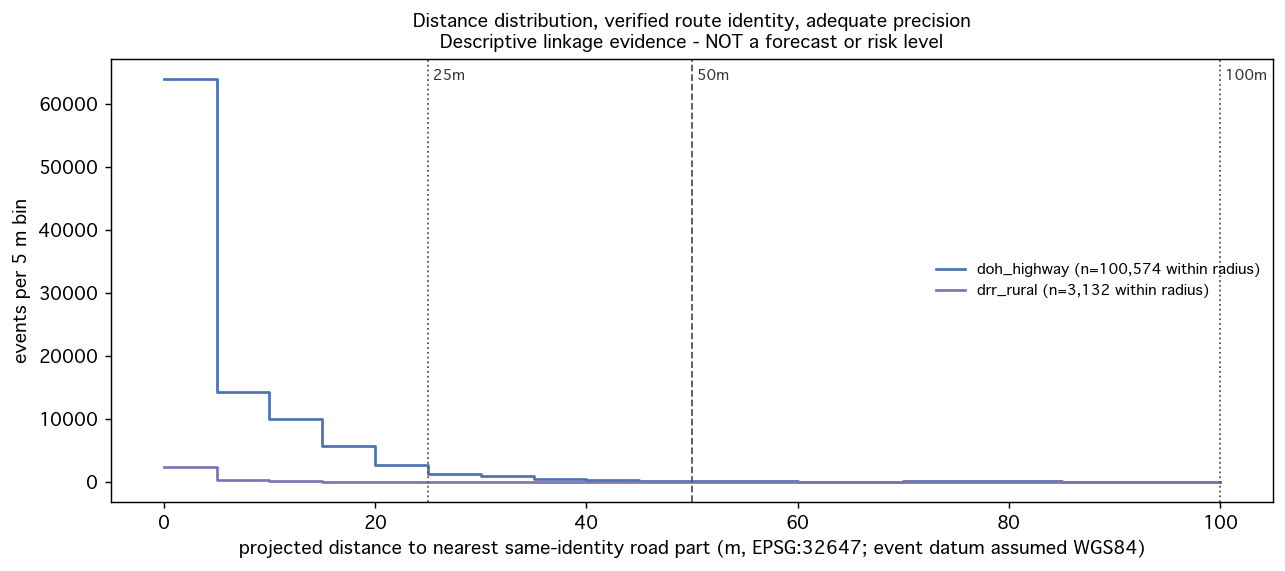 Distance distribution, verified route identity, adequate precision
Descriptive linkage evidence - NOT a forecast or risk level
25m
50m
100m
60000
50000
40000
30000
20000
10000
0
events per 5 m bin
doh_highway (n=100,574 within radius)
drr_rural (n=3,132 within radius)
0
20
40
60
80
100
projected distance to nearest same-identity road part (m, EPSG:32647; event datum assumed WGS84)